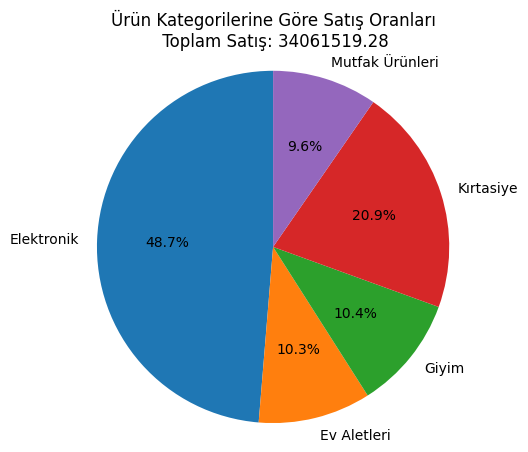 Ürün Kategorilerine Göre Satış Oranları
Toplam Satış: 34061519.28
Mutfak Ürünleri
9.6%
Kırtasiye
20.9%
Elektronik
48.7%
10.4%
Giyim
10.3%
Ev Aletleri